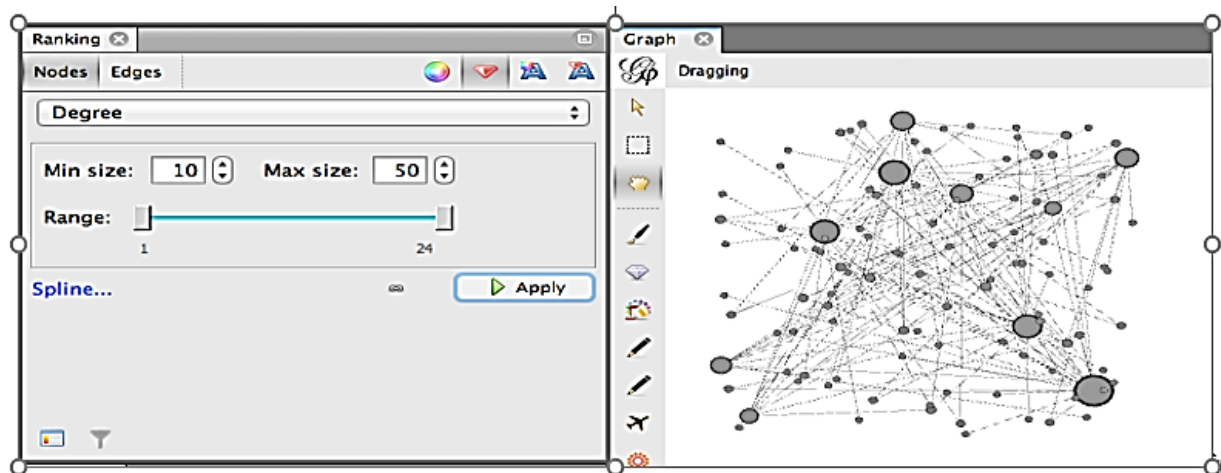 Ranking
Nodes Edges
Degree
Min size: 10 Max size: 50
Range:
1 24
Spline...
Apply
Graph
Dragging